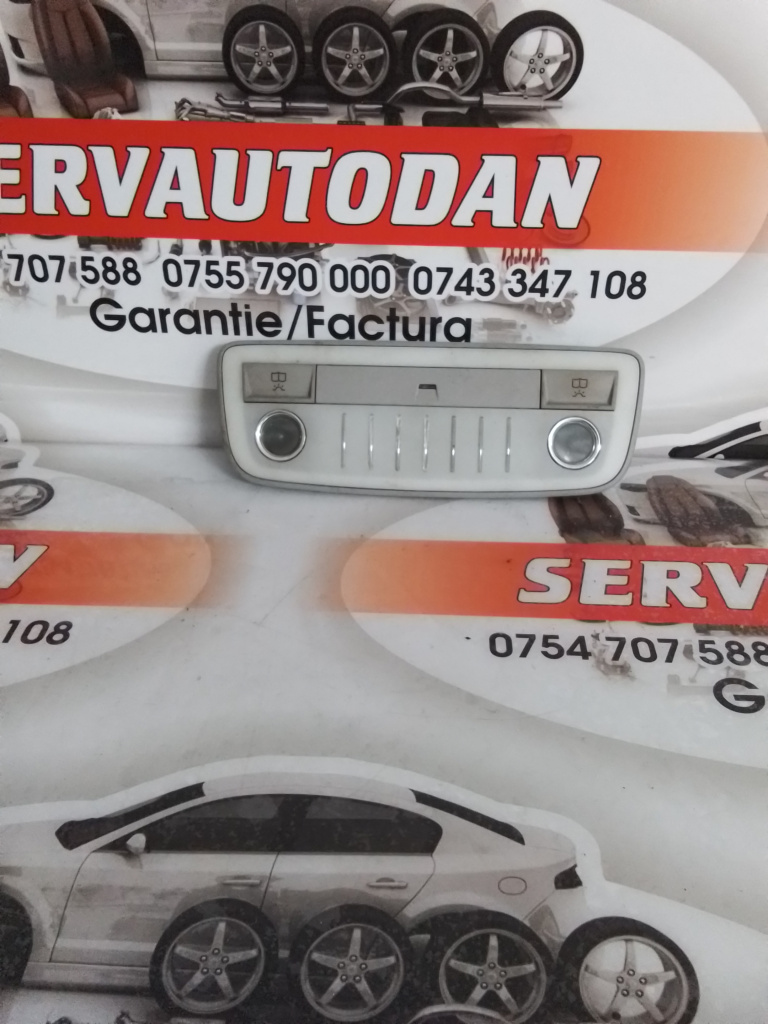 ERVAUTODAN
707 588 0755 790 000 0743 347 108
Garantie/Factura
SERV
108
0754 707 588
G